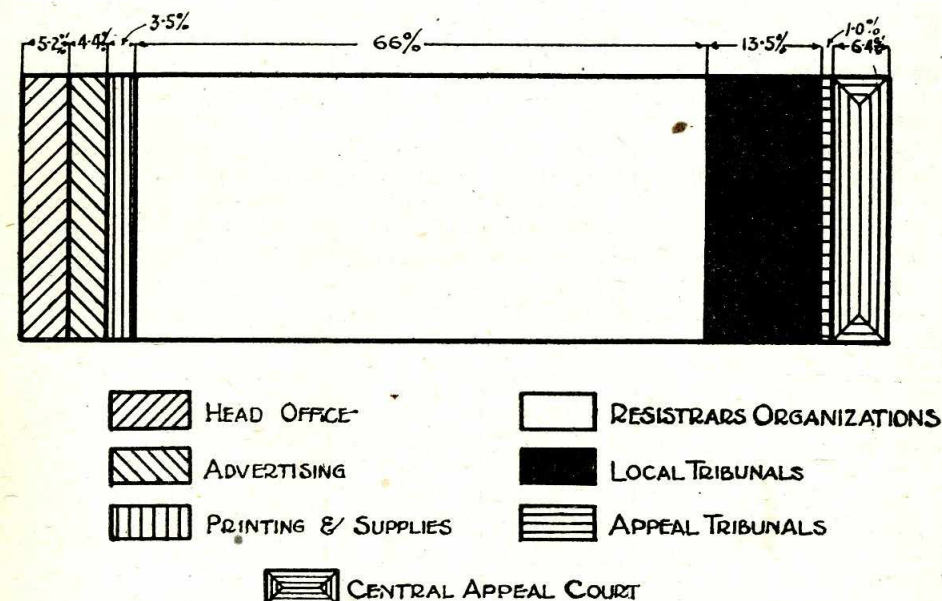 3.5%
5.2% 4.4% 66% 13.5% 1.0% 6.4%
HEAD OFFICE
RESISTRARS ORGANIZATIONS
ADVERTISING
LOCAL TRIBUNALS
PRINTING & SUPPLIES
APPEAL TRIBUNALS
CENTRAL APPEAL COURT